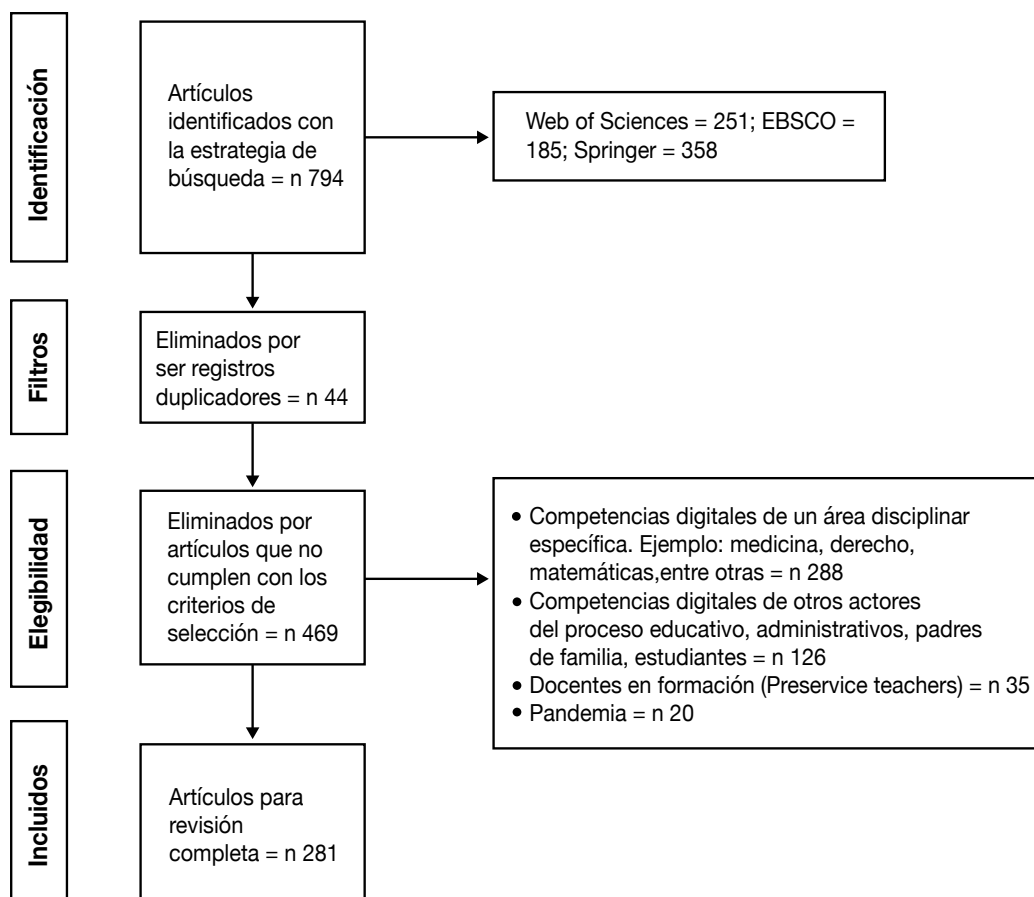 Identificación
Artículos
identificados con
la estrategia de
búsqueda = n 794
Web of Sciences = 251; EBSCO =
185; Springer = 358
Filtros
Eliminados por
ser registros
duplicadores = n 44
Elegibilidad
Eliminados por
artículos que no
cumplen con los
criterios de
selección = n 469
• Competencias digitales de un área disciplinar
específica. Ejemplo: medicina, derecho,
matemáticas,entre otras = n 288
• Competencias digitales de otros actores
del proceso educativo, administrativos, padres
de familia, estudiantes = n 126
• Docentes en formación (Preservice teachers) = n 35
• Pandemia = n 20
Incluidos
Artículos para
revisión
completa = n 281